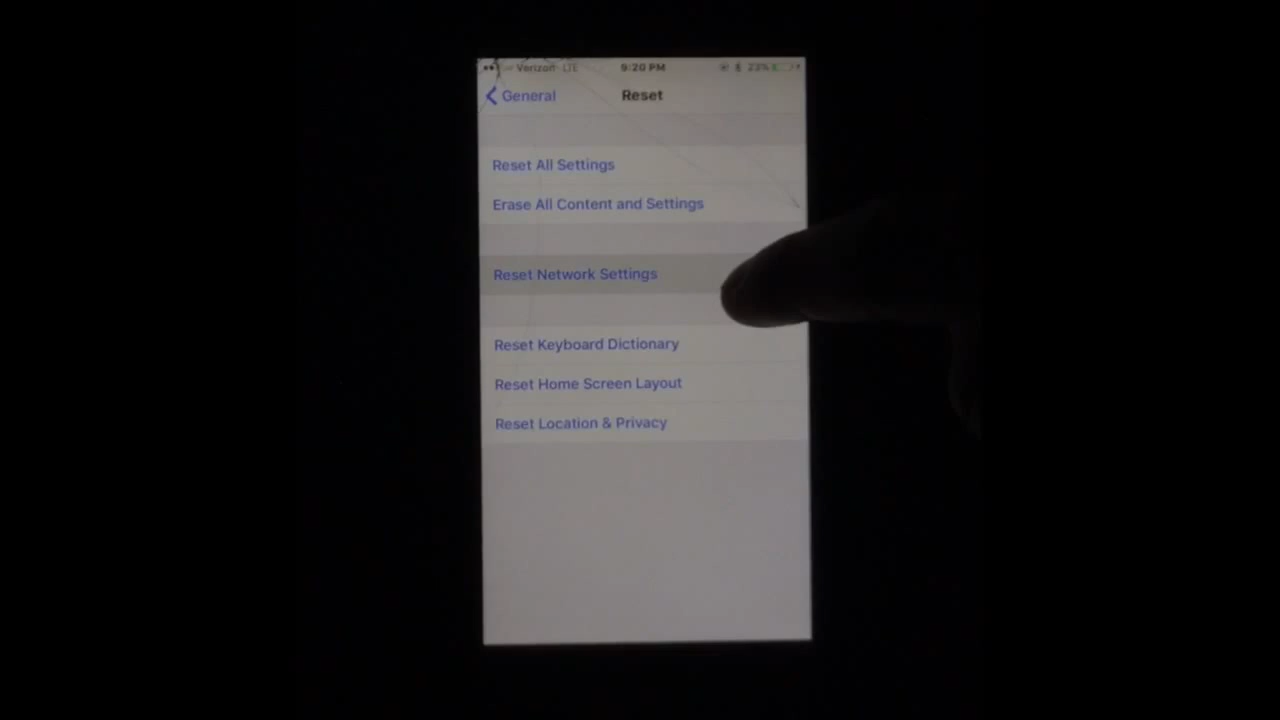 Verizon LTE 9:20 PM 23%
General Reset
Reset All Settings
Erase All Content and Settings
Reset Network Settings
Reset Keyboard Dictionary
Reset Home Screen Layout
Reset Location & Privacy